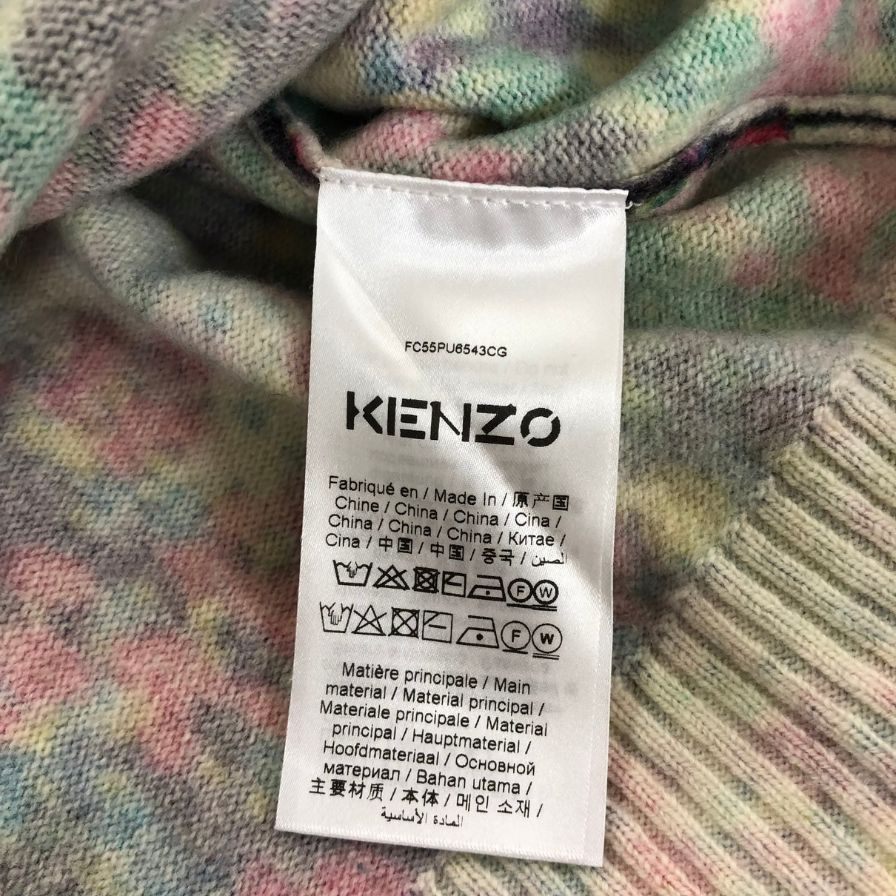 FC55PU6543CG
KENZO
Fabriqué en / Made In / 原产国
Chine / China / China / Cina /
China / China / China / Китае /
Cina / 中国 / 中国 / 중국 / الصين
F W
F W
Matière principale / Main
material / Material principal /
Materiale principale / Material
principal / Hauptmaterial /
Hoofdmateriaal / Основной
материал / Bahan utama /
主要材质 / 本体 / 메인 소재 /
المادة الأساسية